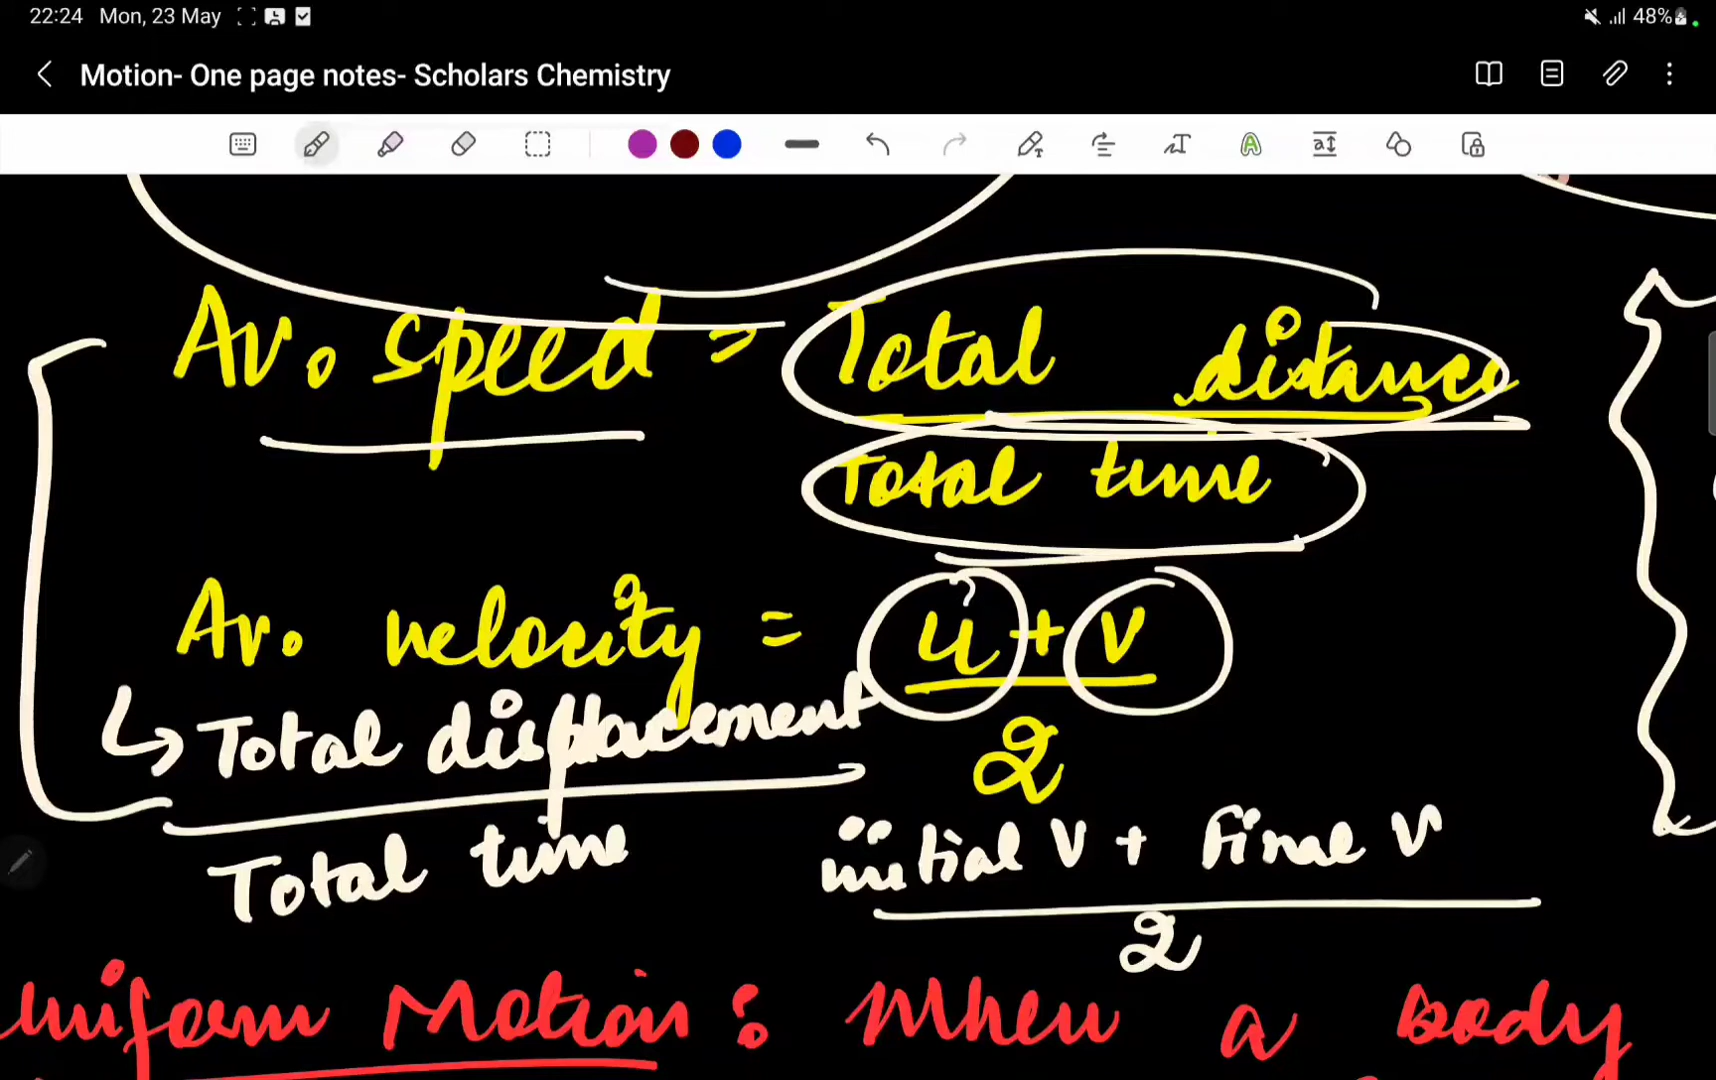 22:24 Mon, 23 May 48%
Motion- One page notes- Scholars Chemistry
Av. speed = Total distance
Total time
Av. velocity = u + v
2
Total displacement
Total time
initial V + Final V
2
Uniform Motion : When a body